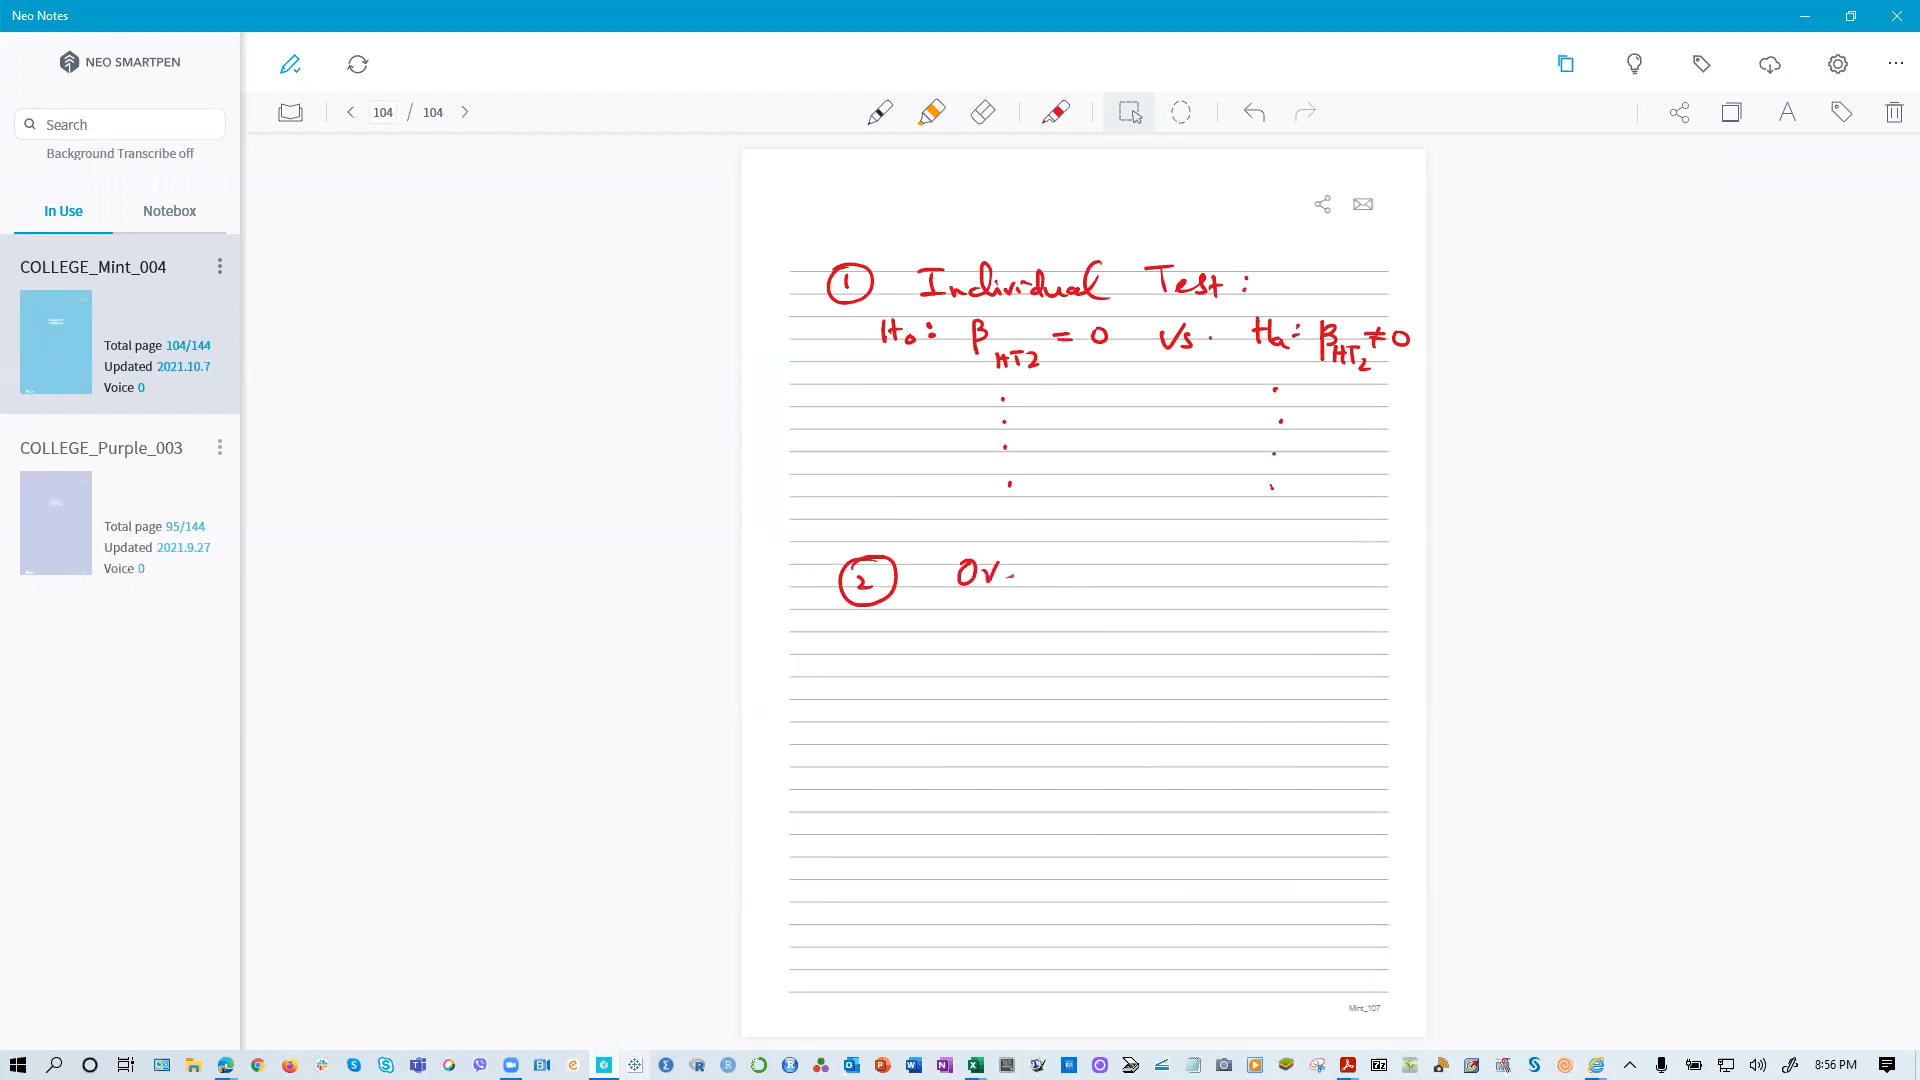 Neo Notes
NEO SMARTPEN
Search
Background Transcribe off
In Use
Notebox
COLLEGE_Mint_004
Total page 104/144
Updated 2021.10.7
Voice 0
COLLEGE_Purple_003
Total page 95/144
Updated 2021.9.27
Voice 0
104 / 104
① Individual Test:
H₀: β_HT2 = 0 Vs. Hₐ: β_HT₂ ≠ 0
② Ov
Mint_107
8:56 PM